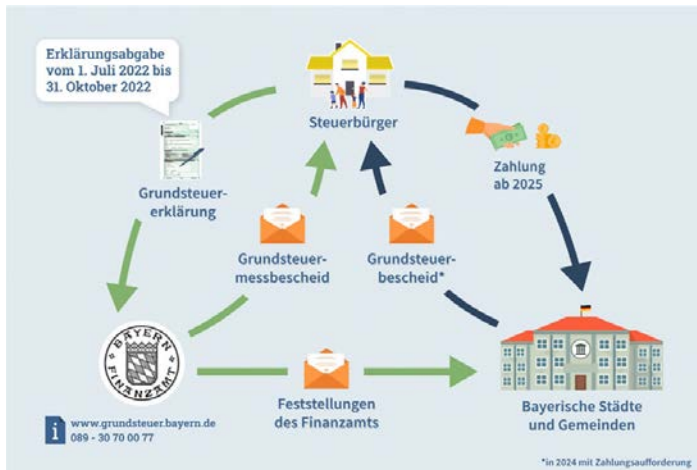 Erklärungsabgabe
vom 1. Juli 2022 bis
31. Oktober 2022
Steuerbürger
Grundsteuer-
erklärung
Zahlung
ab 2025
Grundsteuer-
messbescheid
Grundsteuer-
bescheid*
BAYERN
FINANZAMT
Feststellungen
des Finanzamts
Bayerische Städte
und Gemeinden
www.grundsteuer.bayern.de
089 - 30 70 00 77
*in 2024 mit Zahlungsaufforderung